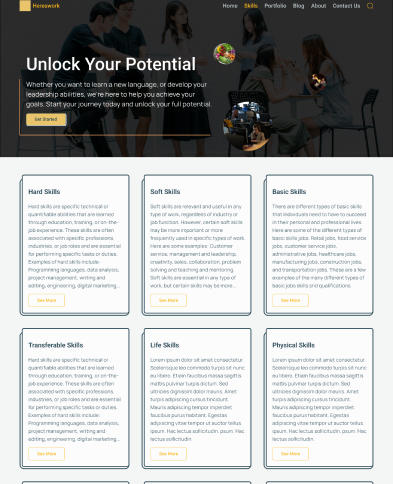 Hereswork
Home Skills Portfolio Blog About Contact Us
Unlock Your Potential
Whether you want to learn a new language, or develop your
leadership abilities, we're here to help you achieve your
goals. Start your journey today and unlock your full potential.
Get Started
Hard Skills
Hard skills are specific technical or
quantifiable abilities that are learned
through education, training, or on-the-
job experience. These skills are often
associated with specific professions,
industries, or job roles and are essential
for performing specific tasks or duties.
Examples of hard skills include:
Programming languages, data analysis,
project management, writing and
editing, engineering, digital marketing...
See More
Soft Skills
Soft skills are relevant and useful in any
type of work, regardless of industry or
job function. However, certain soft skills
may be more important or more
frequently used in specific types of work.
Here are some examples: Customer
service, management and leadership,
creativity, sales, collaboration, problem
solving and teaching and mentoring.
Soft skills are essential in any type of
work, but certain skills may be more...
See More
Basic Skills
There are different types of basic skills
that individuals need to have to succeed
in their personal and professional lives.
Here are some of the different types of
basic skills jobs. Retail jobs, food service
jobs, customer service jobs,
administrative jobs, healthcare jobs,
manufacturing jobs, construction jobs,
and transportation jobs. These are a few
examples of the many different types of
basic jobs skills and qualifications.
See More
Transferable Skills
Hard skills are specific technical or
quantifiable abilities that are learned
through education, training, or on-the-
job experience. These skills are often
associated with specific professions,
industries, or job roles and are essential
for performing specific tasks or duties.
Examples of hard skills include:
Programming languages, data analysis,
project management, writing and
editing, engineering, digital marketing...
See More
Life Skills
Lorem ipsum dolor sit amet consectetur.
Scelerisque leo commodo turpis sit nunc
eu libero. Etiam faucibus massa sagittis
mattis pulvinar turpis dictum. Sed
ultricies dignissim dolor mauris. Amet
turpis adipiscing cursus tincidunt.
Mauris adipiscing tempor imperdiet
faucibus purus habitant. Egestas
adipiscing vitae tempor ut auctor tellus
ipsum. Hac lectus sollicitudin. ipsum. Hac
lectus sollicitudin.
See More
Physical Skills
Lorem ipsum dolor sit amet consectetur.
Scelerisque leo commodo turpis sit nunc
eu libero. Etiam faucibus massa sagittis
mattis pulvinar turpis dictum. Sed
ultricies dignissim dolor mauris. Amet
turpis adipiscing cursus tincidunt.
Mauris adipiscing tempor imperdiet
faucibus purus habitant. Egestas
adipiscing vitae tempor ut auctor tellus
ipsum. Hac lectus sollicitudin. ipsum. Hac
lectus sollicitudin.
See More